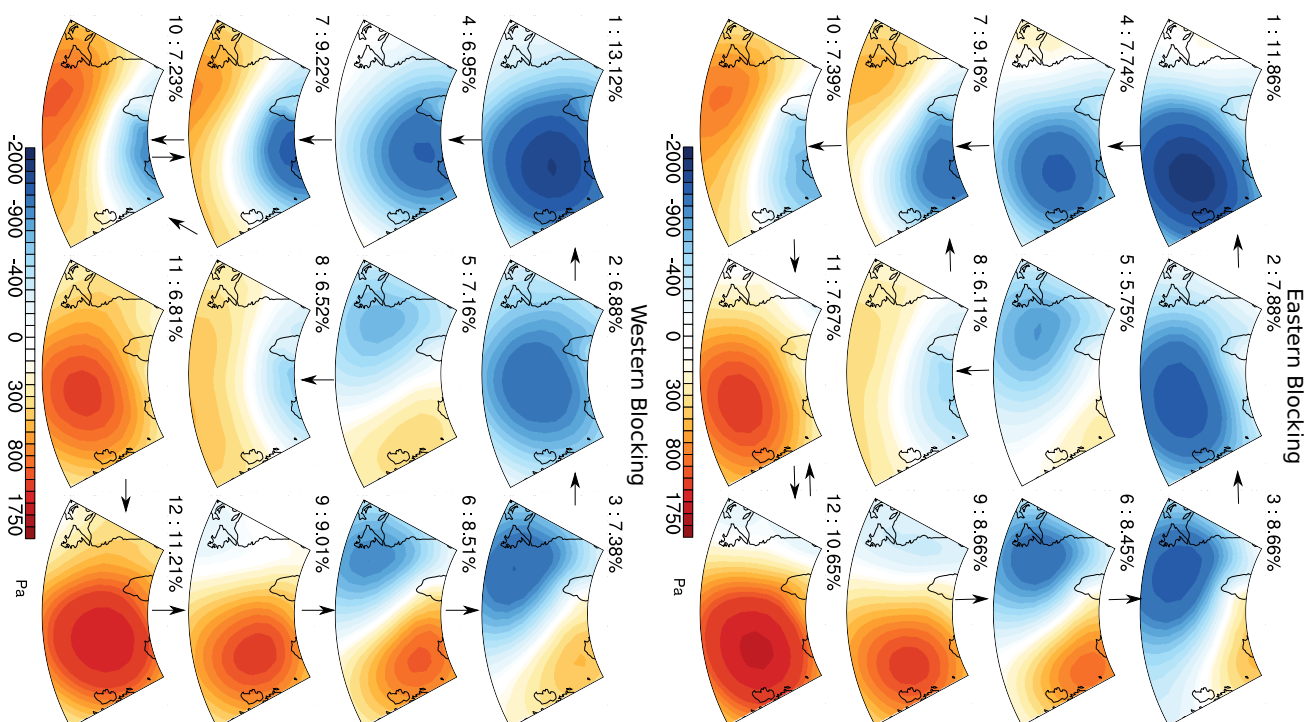 Eastern Blocking
1 : 11.86%
2 : 7.88%
3 : 8.66%
4 : 7.74%
5 : 5.75%
6 : 8.45%
7 : 9.16%
8 : 6.11%
9 : 8.66%
10 : 7.39%
11 : 7.67%
12 : 10.65%
-2000 -900 -400 0 300 800 1750
Pa
Western Blocking
1 : 13.12%
2 : 6.88%
3 : 7.38%
4 : 6.95%
5 : 7.16%
6 : 8.51%
7 : 9.22%
8 : 6.52%
9 : 9.01%
10 : 7.23%
11 : 6.81%
12 : 11.21%
-2000 -900 -400 0 300 800 1750
Pa